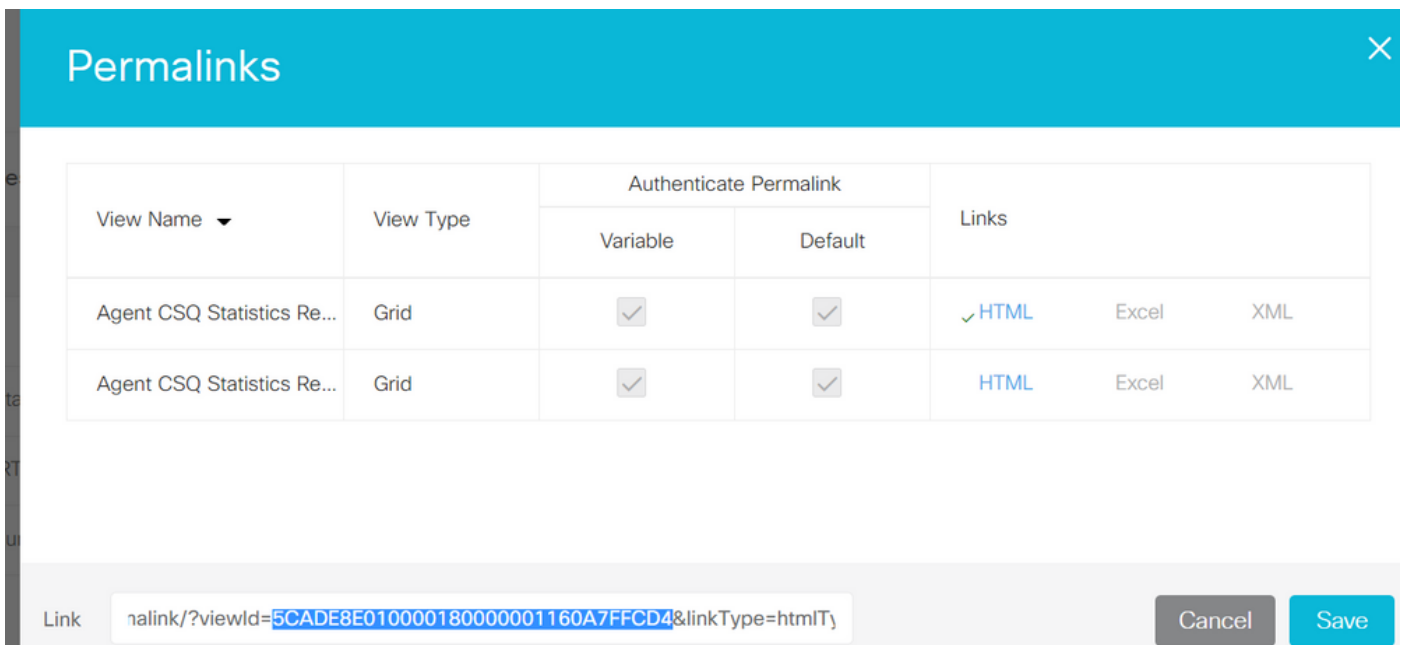 Permalinks
Authenticate Permalink
View Name View Type Links
Variable Default
Agent CSQ Statistics Re... Grid HTML Excel XML
Agent CSQ Statistics Re... Grid HTML Excel XML
Link nalink/?viewId=5CADE8E0100001800000001160A7FFCD4&linkType=htmlTy Cancel Save